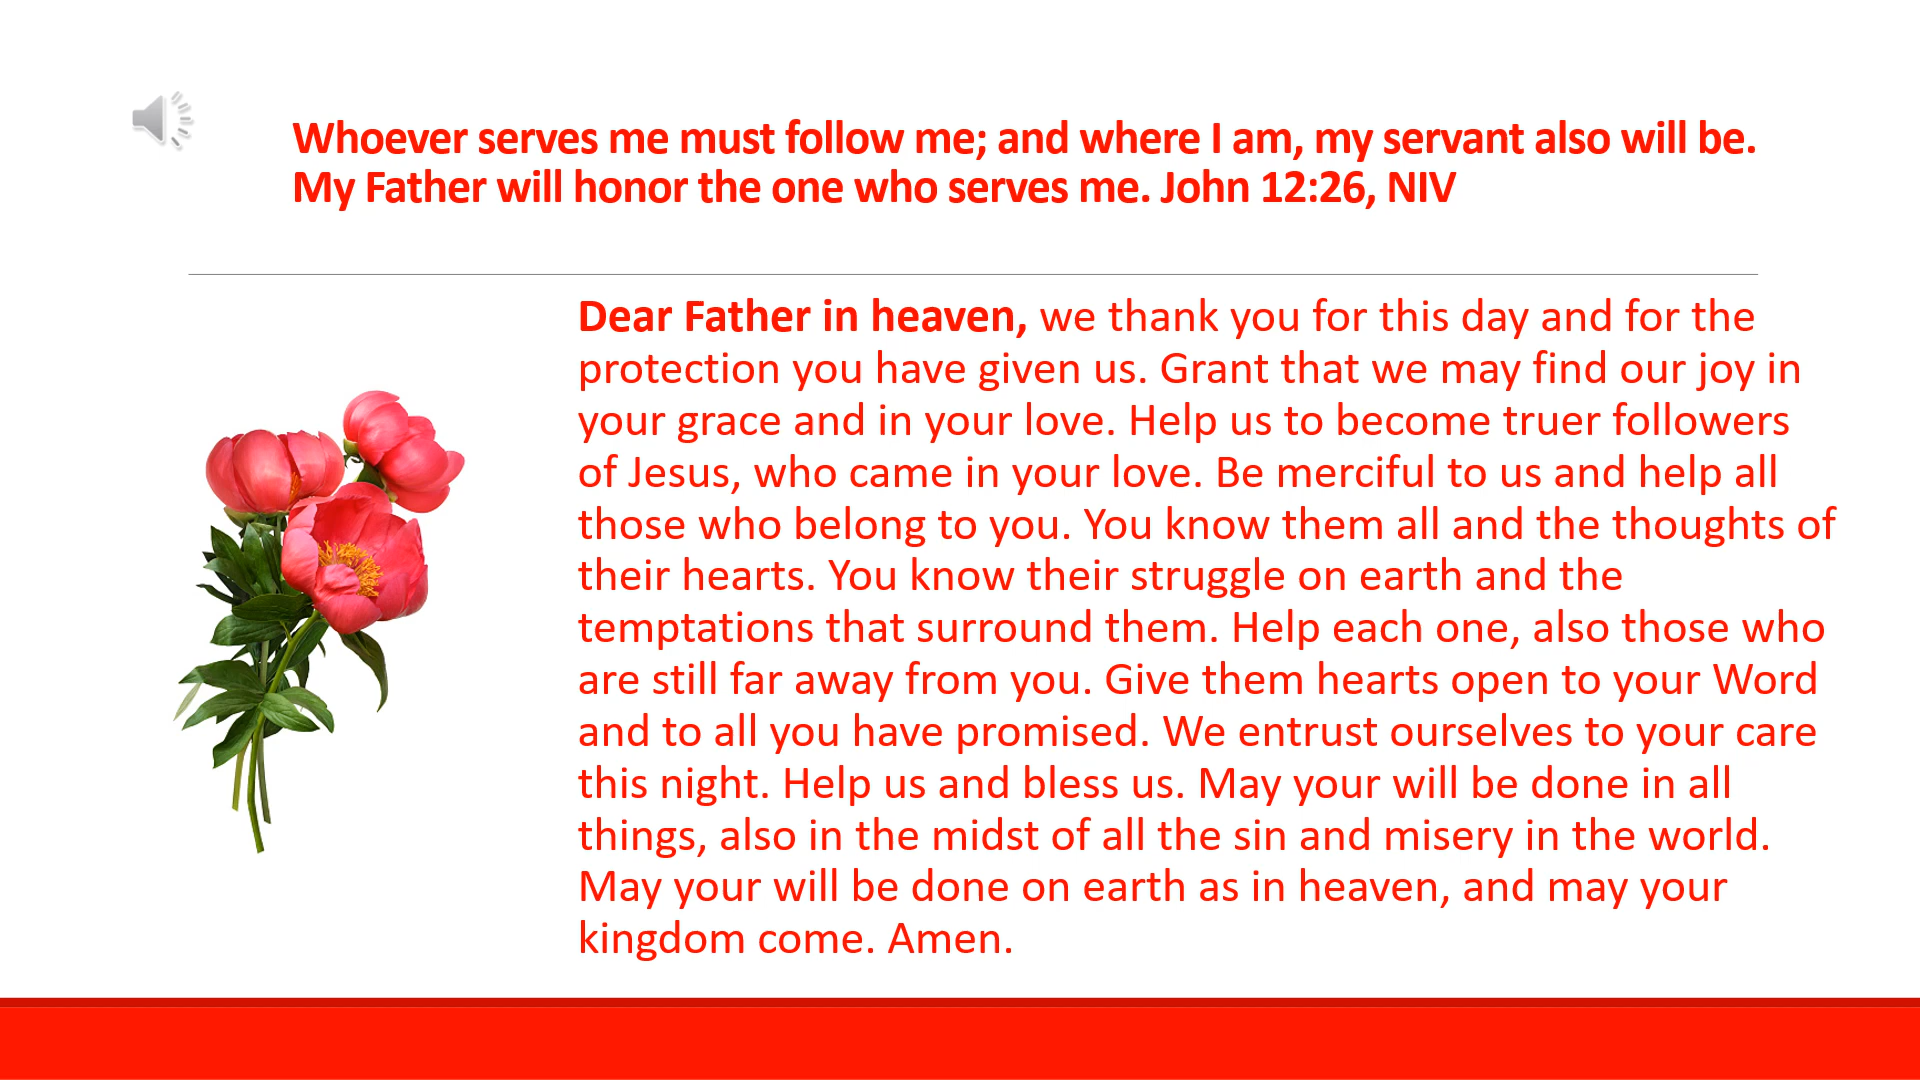 Whoever serves me must follow me; and where I am, my servant also will be.
My Father will honor the one who serves me. John 12:26, NIV
Dear Father in heaven, we thank you for this day and for the
protection you have given us. Grant that we may find our joy in
your grace and in your love. Help us to become truer followers
of Jesus, who came in your love. Be merciful to us and help all
those who belong to you. You know them all and the thoughts of
their hearts. You know their struggle on earth and the
temptations that surround them. Help each one, also those who
are still far away from you. Give them hearts open to your Word
and to all you have promised. We entrust ourselves to your care
this night. Help us and bless us. May your will be done in all
things, also in the midst of all the sin and misery in the world.
May your will be done on earth as in heaven, and may your
kingdom come. Amen.